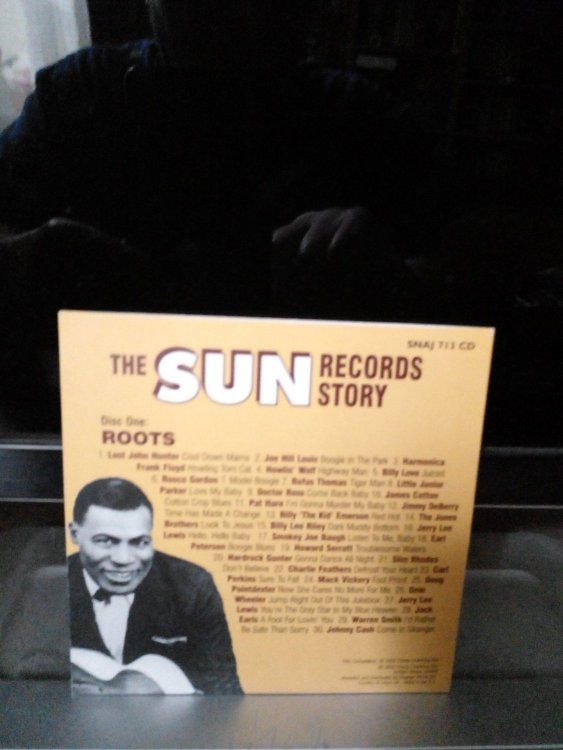 SNAJ 713 CD
THE SUN RECORDS STORY
Disc One:
ROOTS
1. Lost John Hunter Cool Down Mama 2. Joe Hill Louis Boogie in The Park 3. Harmonica
Frank Floyd Howling Tom Cat 4. Howlin' Wolf Highway Man 5. Billy Love Juiced
6. Rosco Gordon T Model Boogie 7. Rufus Thomas Tiger Man 8. Little Junior
Parker Love My Baby 9. Doctor Ross Come Back Baby 10. James Cotton
Cotton Crop Blues 11. Pat Hare I'm Gonna Murder My Baby 12. Jimmy DeBerry
Time Has Made A Change 13. Billy 'The Kid' Emerson Red Hot 14. The Jones
Brothers Look To Jesus 15. Billy Lee Riley Dark Muddy Bottom 16. Jerry Lee
Lewis Hello, Hello Baby 17. Smokey Joe Baugh Listen To Me, Baby 18. Earl
Peterson Boogie Blues 19. Howard Serratt Troublesome Waters
20. Hardrock Gunter Gonna Dance All Night 21. Slim Rhodes
Don't Believe 22. Charlie Feathers Defrost Your Heart 23. Carl
Perkins Sure To Fall 24. Mack Vickery Fool Proof 25. Doug
Poindexter Now She Cares No More For Me 26. Onie
Wheeler Jump Right Out Of This Jukebox 27. Jerry Lee
Lewis You're The Only Star In My Blue Heaven 28. Jack
Earls A Fool For Lovin' You 29. Warren Smith I'd Rather
Be Safe Than Sorry 30. Johnny Cash Come In Stranger